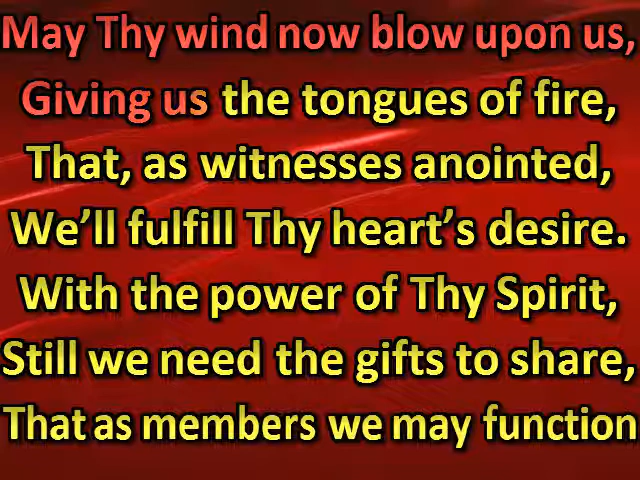 May Thy wind now blow upon us,
Giving us the tongues of fire,
That, as witnesses anointed,
We’ll fulfill Thy heart’s desire.
With the power of Thy Spirit,
Still we need the gifts to share,
That as members we may function